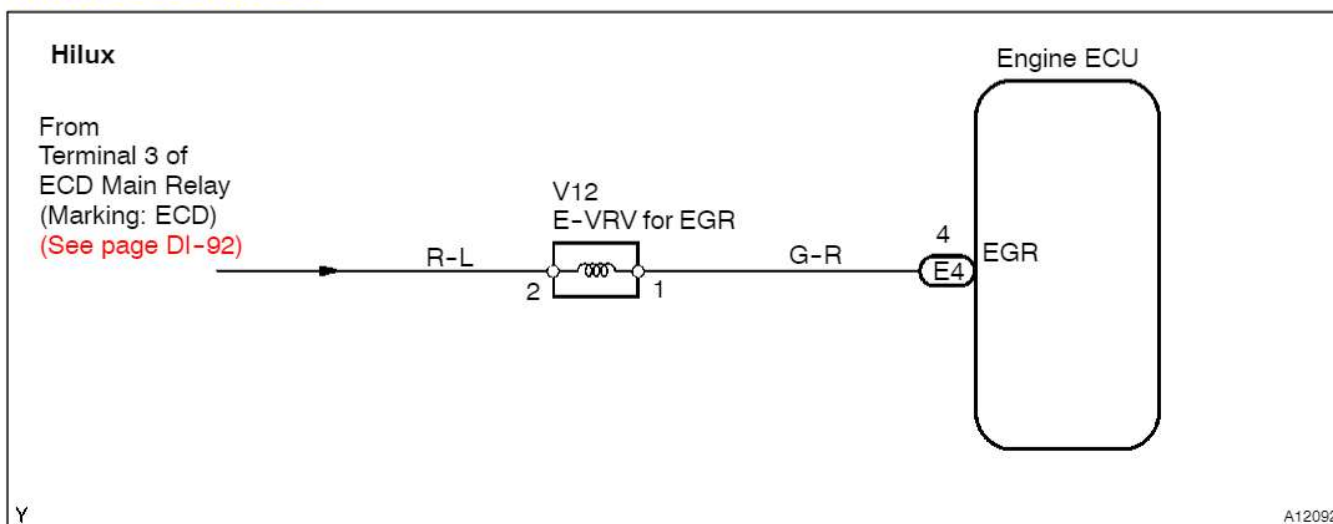 Hilux
Engine ECU
From
Terminal 3 of
ECD Main Relay
(Marking: ECD)
(See page DI-92)
V12
E-VRV for EGR
R-L
2
1
G-R
4
E4
EGR
Y
A12092